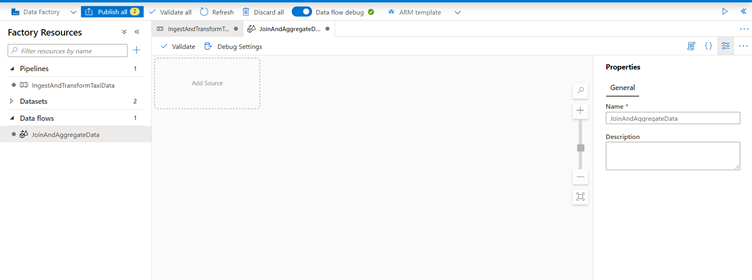 Data Factory Publish all 2 Validate all Refresh Discard all Data flow debug ARM template
Factory Resources
Filter resources by name
Pipelines 1
IngestAndTransformTaxiData
Datasets 2
Data flows 1
JoinAndAggregateData
IngestAndTransformT... JoinAndAggregateD...
Validate Debug Settings
Add Source
Properties
General
Name *
JoinAndAggregateData
Description